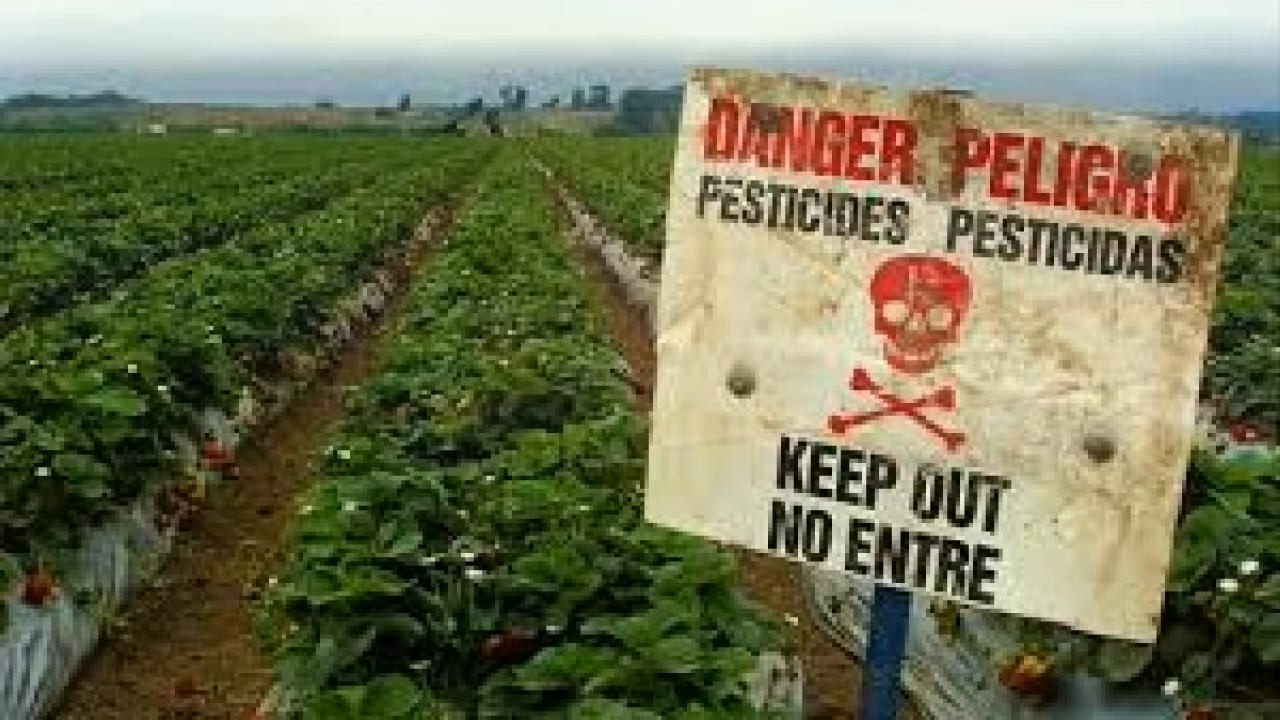 DANGER PELIGRO
PESTICIDES PESTICIDAS
KEEP OUT
NO ENTRE